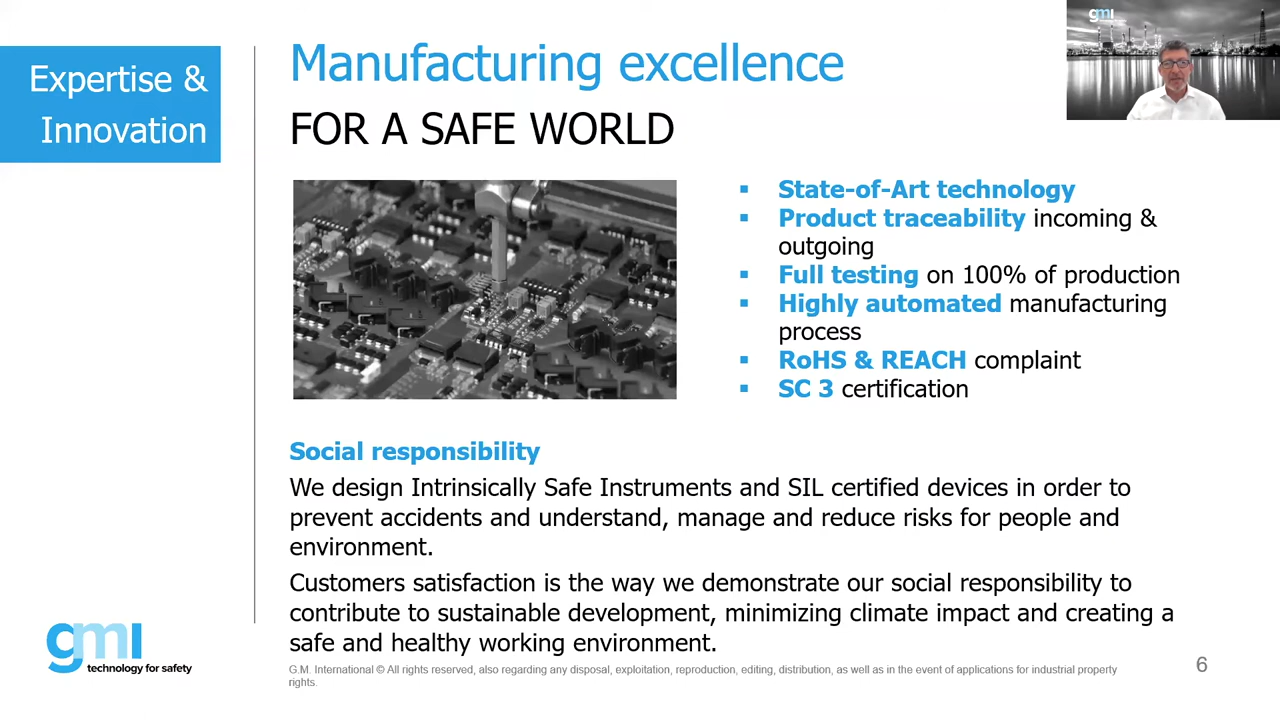 Expertise &
Innovation
Manufacturing excellence
FOR A SAFE WORLD
gmi
▪ State-of-Art technology
▪ Product traceability incoming &
outgoing
▪ Full testing on 100% of production
▪ Highly automated manufacturing
process
▪ RoHS & REACH complaint
▪ SC 3 certification
Social responsibility
We design Intrinsically Safe Instruments and SIL certified devices in order to
prevent accidents and understand, manage and reduce risks for people and
environment.
Customers satisfaction is the way we demonstrate our social responsibility to
contribute to sustainable development, minimizing climate impact and creating a
safe and healthy working environment.
gmi
technology for safety
G.M. International © All rights reserved, also regarding any disposal, exploitation, reproduction, editing, distribution, as well as in the event of applications for industrial property
rights.
6